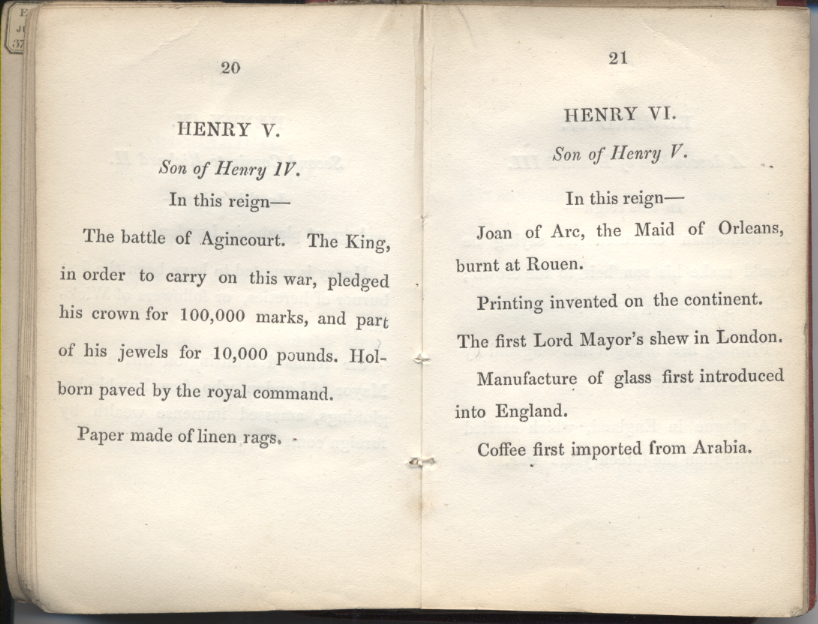 20
HENRY V.
Son of Henry IV.
In this reign—
The battle of Agincourt. The King,
in order to carry on this war, pledged
his crown for 100,000 marks, and part
of his jewels for 10,000 pounds. Hol-
born paved by the royal command.
Paper made of linen rags.
21
HENRY VI.
Son of Henry V.
In this reign—
Joan of Arc, the Maid of Orleans,
burnt at Rouen.
Printing invented on the continent.
The first Lord Mayor's shew in London.
Manufacture of glass first introduced
into England.
Coffee first imported from Arabia.